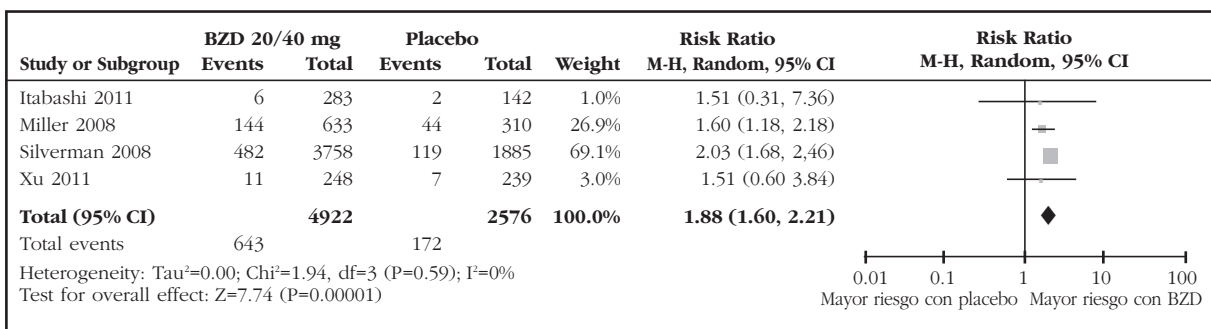 BZD 20/40 mg Placebo Risk Ratio Risk Ratio
Study or Subgroup Events Total Events Total Weight M-H, Random, 95% CI M-H, Random, 95% CI
Itabashi 2011 6 283 2 142 1.0% 1.51 (0.31, 7.36)
Miller 2008 144 633 44 310 26.9% 1.60 (1.18, 2.18)
Silverman 2008 482 3758 119 1885 69.1% 2.03 (1.68, 2,46)
Xu 2011 11 248 7 239 3.0% 1.51 (0.60 3.84)
Total (95% CI) 4922 2576 100.0% 1.88 (1.60, 2.21)
Total events 643 172
Heterogeneity: Tau²=0.00; Chi²=1.94, df=3 (P=0.59); I²=0%
Test for overall effect: Z=7.74 (P=0.00001)
0.01 0.1 1 10 100
Mayor riesgo con placebo Mayor riesgo con BZD